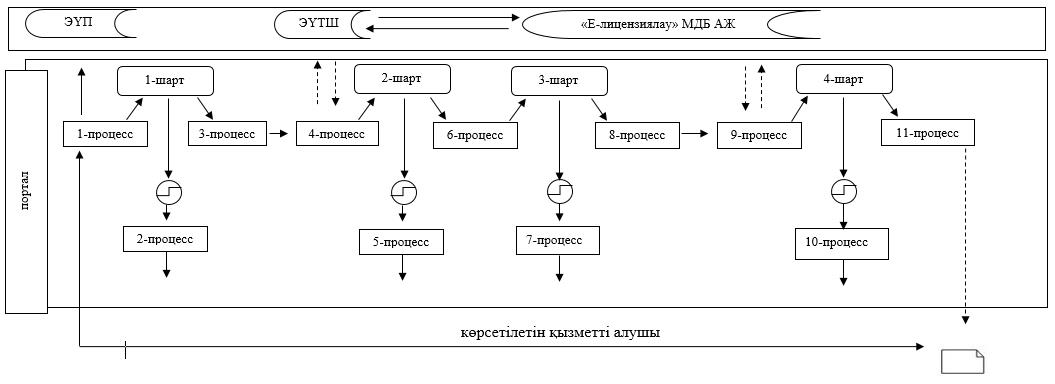 ЭҮП
ЭҮТШ
«Е-лицензиялау» МДБ АЖ
1-шарт
2-шарт
3-шарт
4-шарт
1-процесс
3-процесс
4-процесс
6-процесс
8-процесс
9-процесс
11-процесс
портал
2-процесс
5-процесс
7-процесс
10-процесс
көрсетілетін қызметті алушы